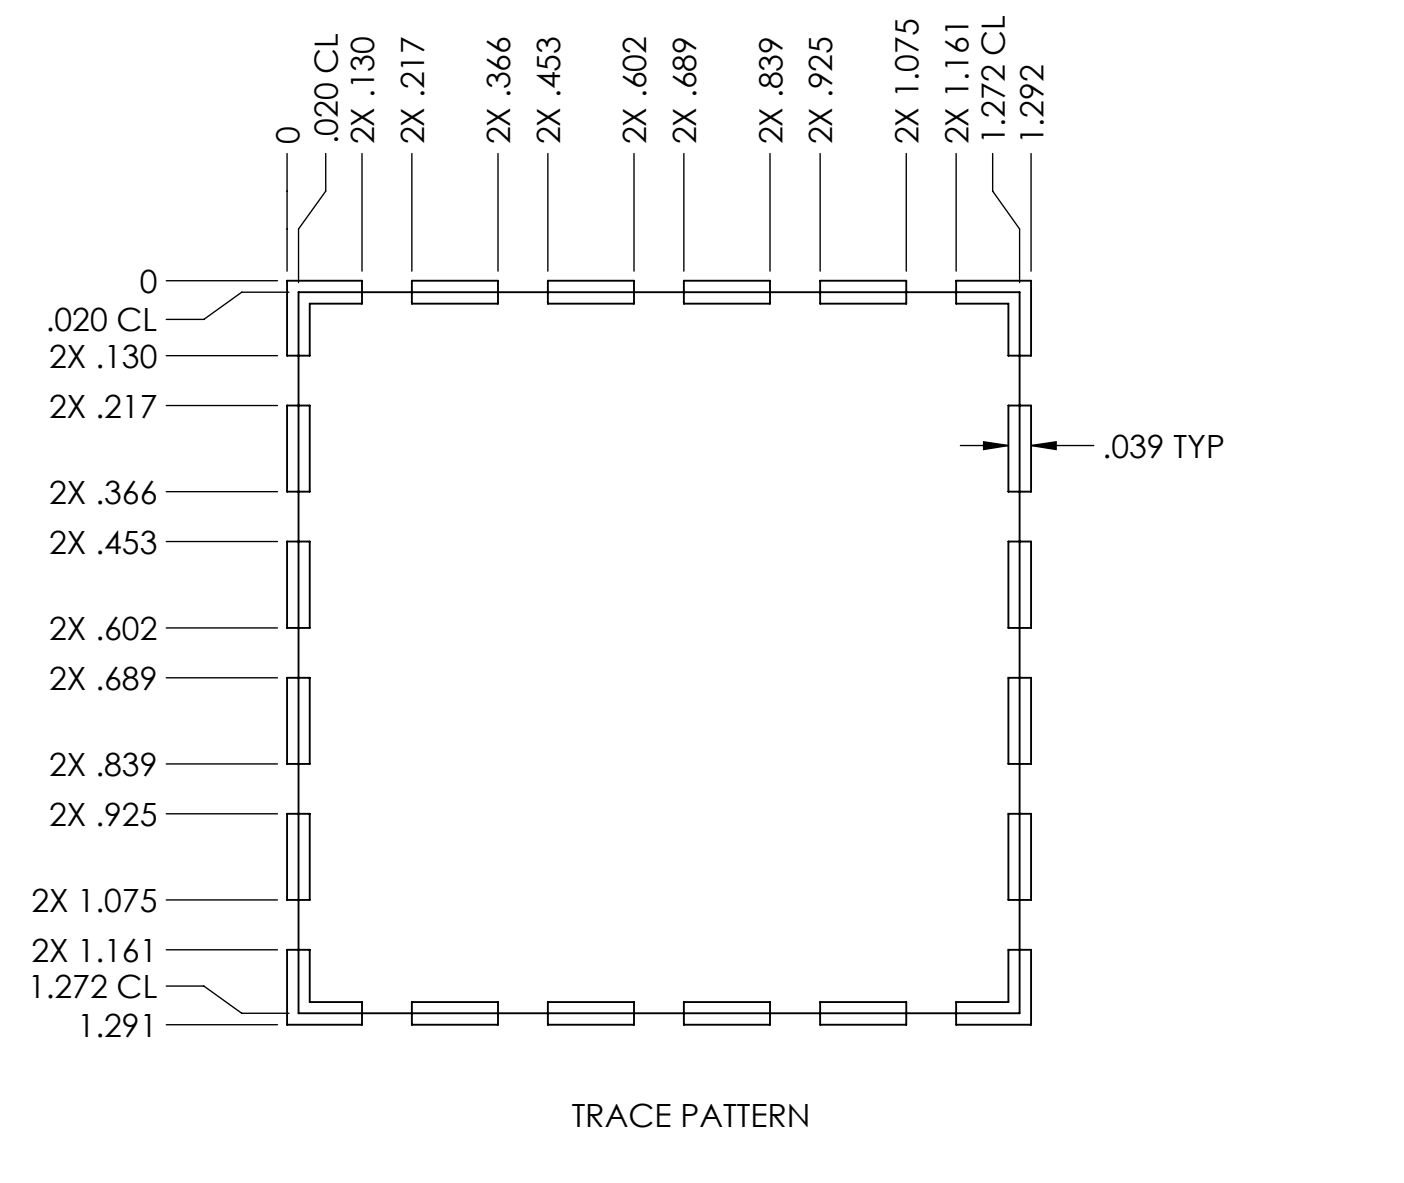 0
.020 CL
2X .130
2X .217
2X .366
2X .453
2X .602
2X .689
2X .839
2X .925
2X 1.075
2X 1.161
1.272 CL
1.292
0
.020 CL
2X .130
2X .217
2X .366
2X .453
2X .602
2X .689
2X .839
2X .925
2X 1.075
2X 1.161
1.272 CL
1.291
.039 TYP
TRACE PATTERN